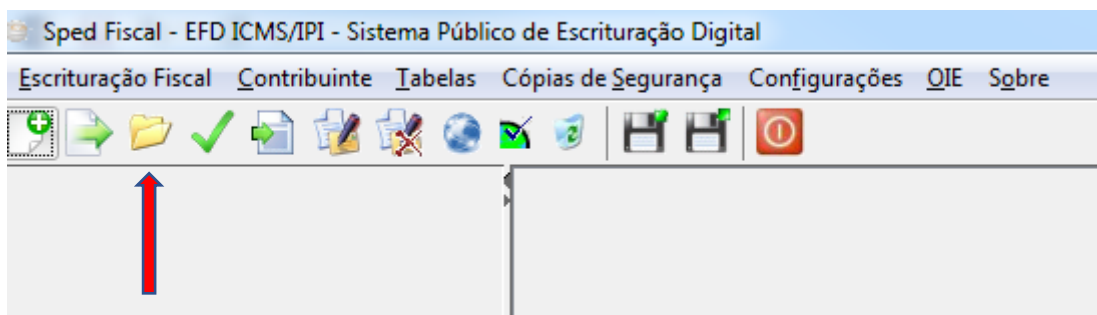 Sped Fiscal - EFD ICMS/IPI - Sistema Público de Escrituração Digital
Escrituração Fiscal Contribuinte Tabelas Cópias de Segurança Configurações OIE Sobre